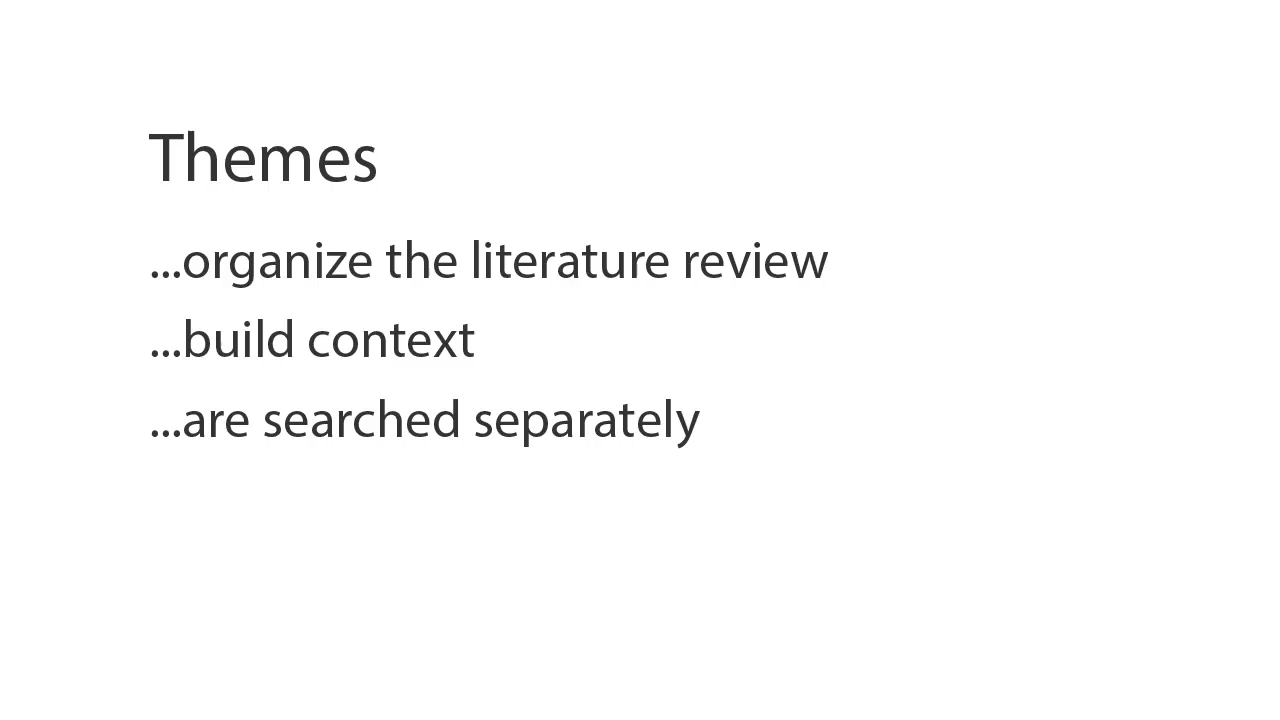 Themes
...organize the literature review
...build context
...are searched separately